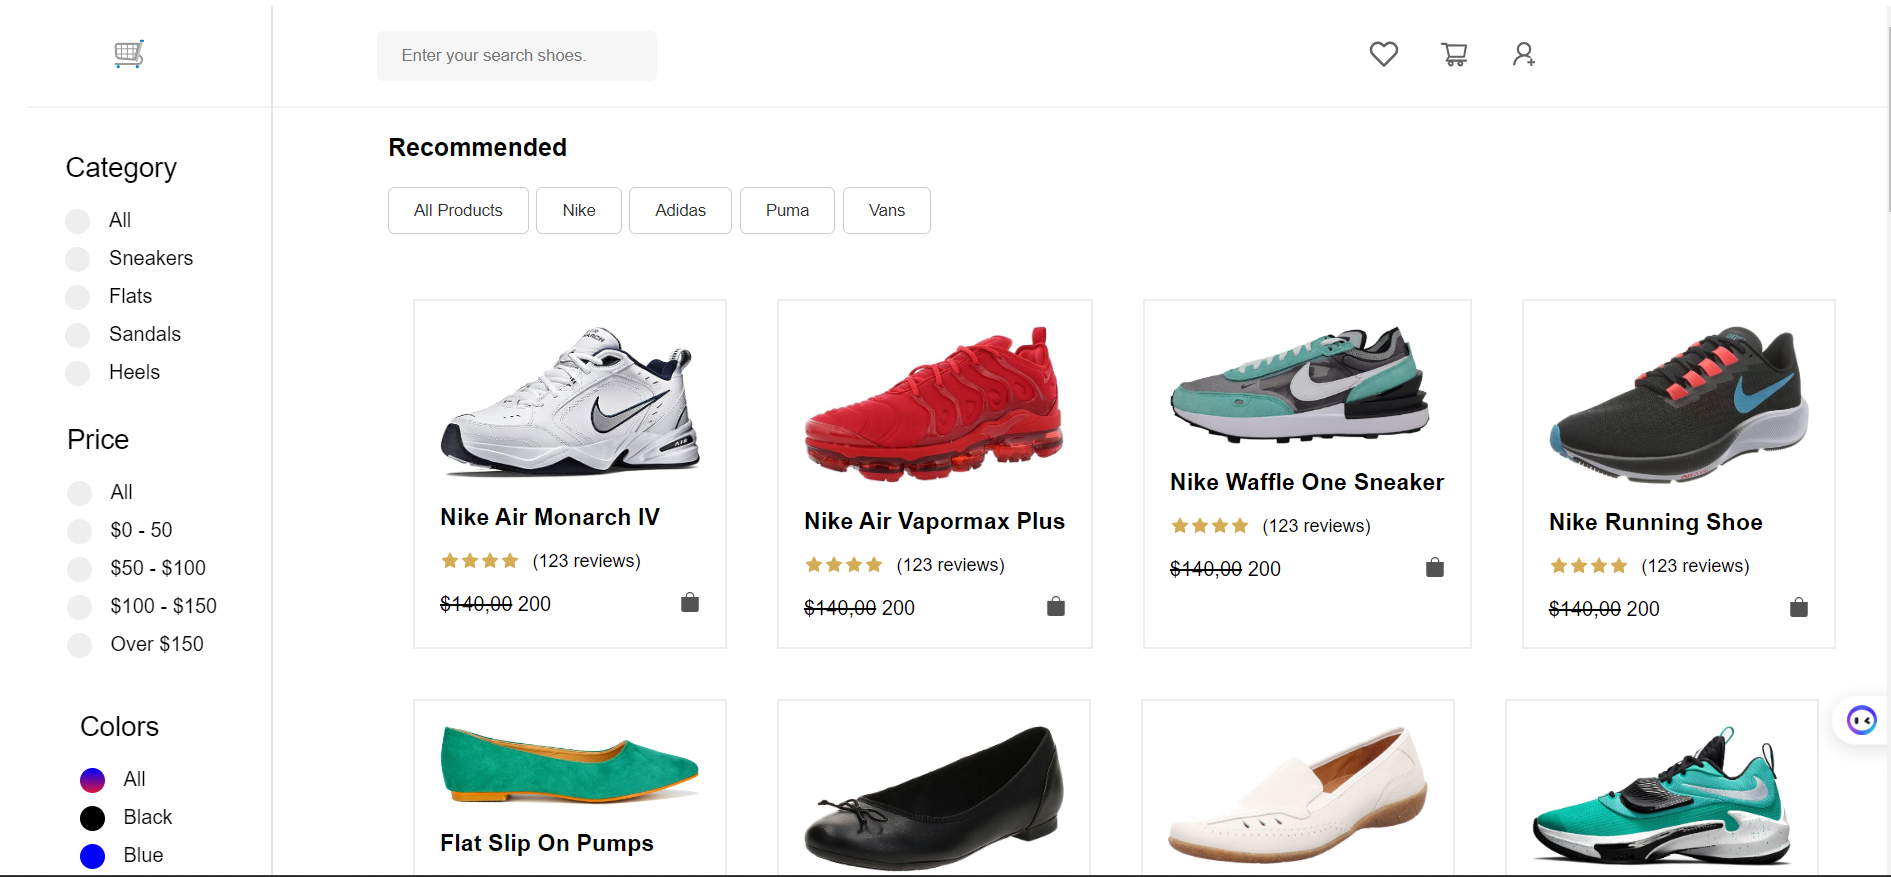 Enter your search shoes.
Category
All
Sneakers
Flats
Sandals
Heels
Price
All
$0 - 50
$50 - $100
$100 - $150
Over $150
Colors
All
Black
Blue
Recommended
All Products
Nike
Adidas
Puma
Vans
Nike Air Monarch IV
(123 reviews)
$140,00 200
Nike Air Vapormax Plus
(123 reviews)
$140,00 200
Nike Waffle One Sneaker
(123 reviews)
$140,00 200
Nike Running Shoe
(123 reviews)
$140,00 200
Flat Slip On Pumps